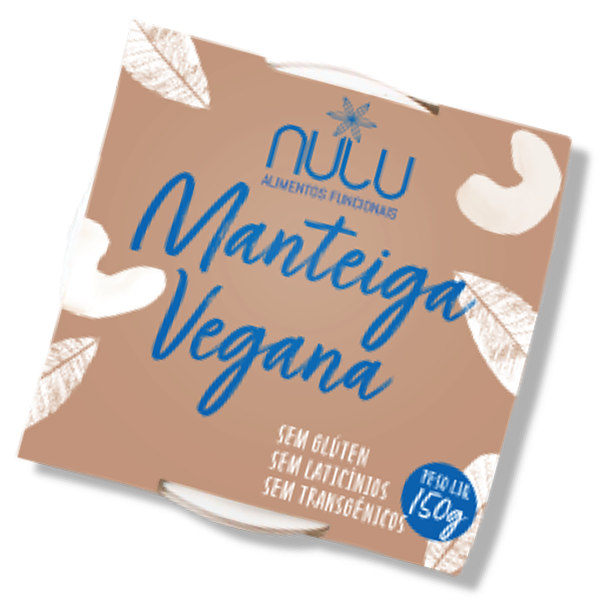 NULU
ALIMENTOS FUNCIONAIS
Manteiga
Vegana
SEM GLÚTEN
SEM LATICÍNIOS
SEM TRANSGÊNICOS
PESO LIQ
150g